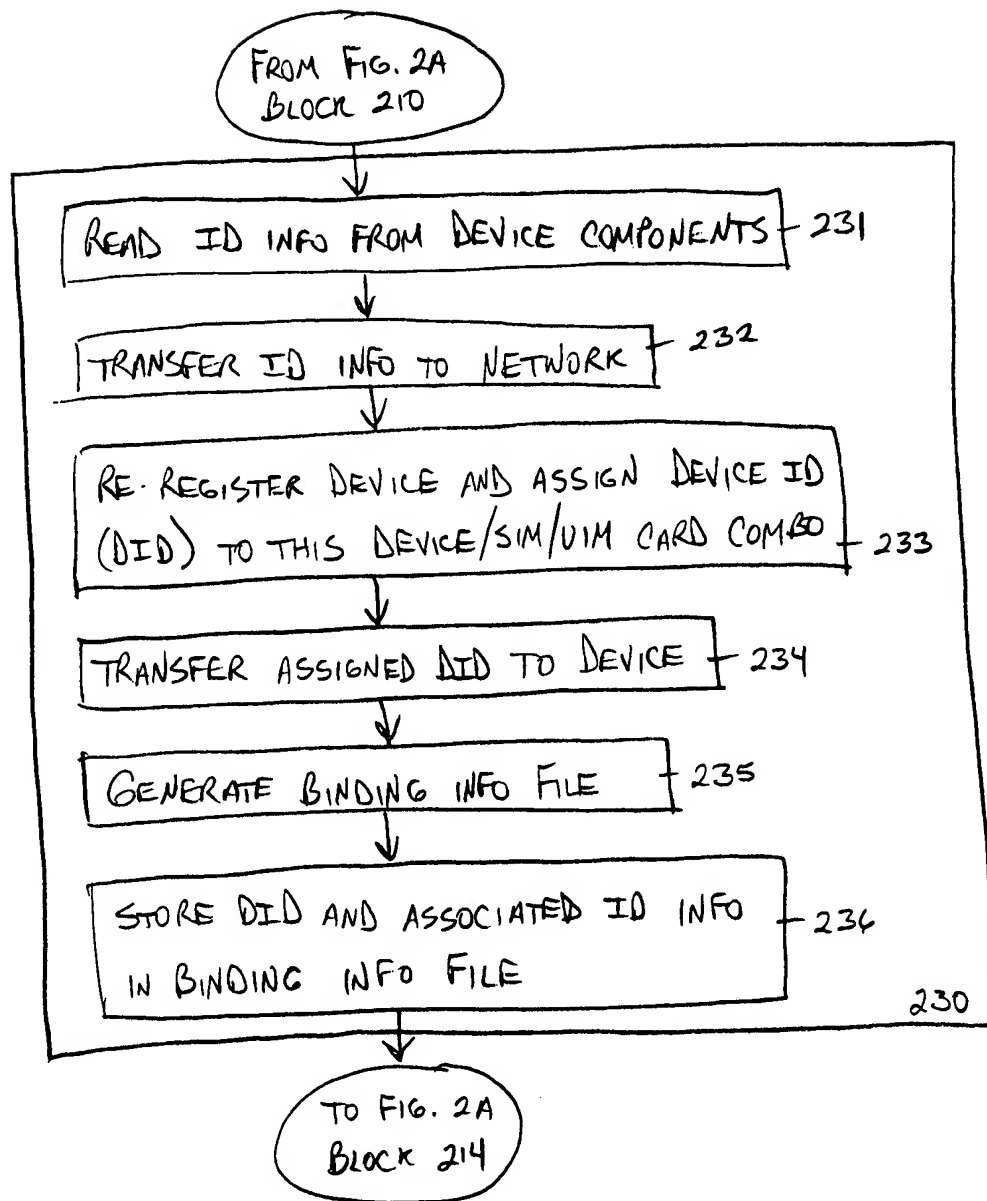 FROM FIG. 2A
BLOCK 210
READ ID INFO FROM DEVICE COMPONENTS 231
TRANSFER ID INFO TO NETWORK 232
RE-REGISTER DEVICE AND ASSIGN DEVICE ID
(DID) TO THIS DEVICE/SIM/UIM CARD COMBO 233
TRANSFER ASSIGNED DID TO DEVICE 234
GENERATE BINDING INFO FILE 235
STORE DID AND ASSOCIATED ID INFO 236
IN BINDING INFO FILE
230
TO FIG. 2A
BLOCK 214